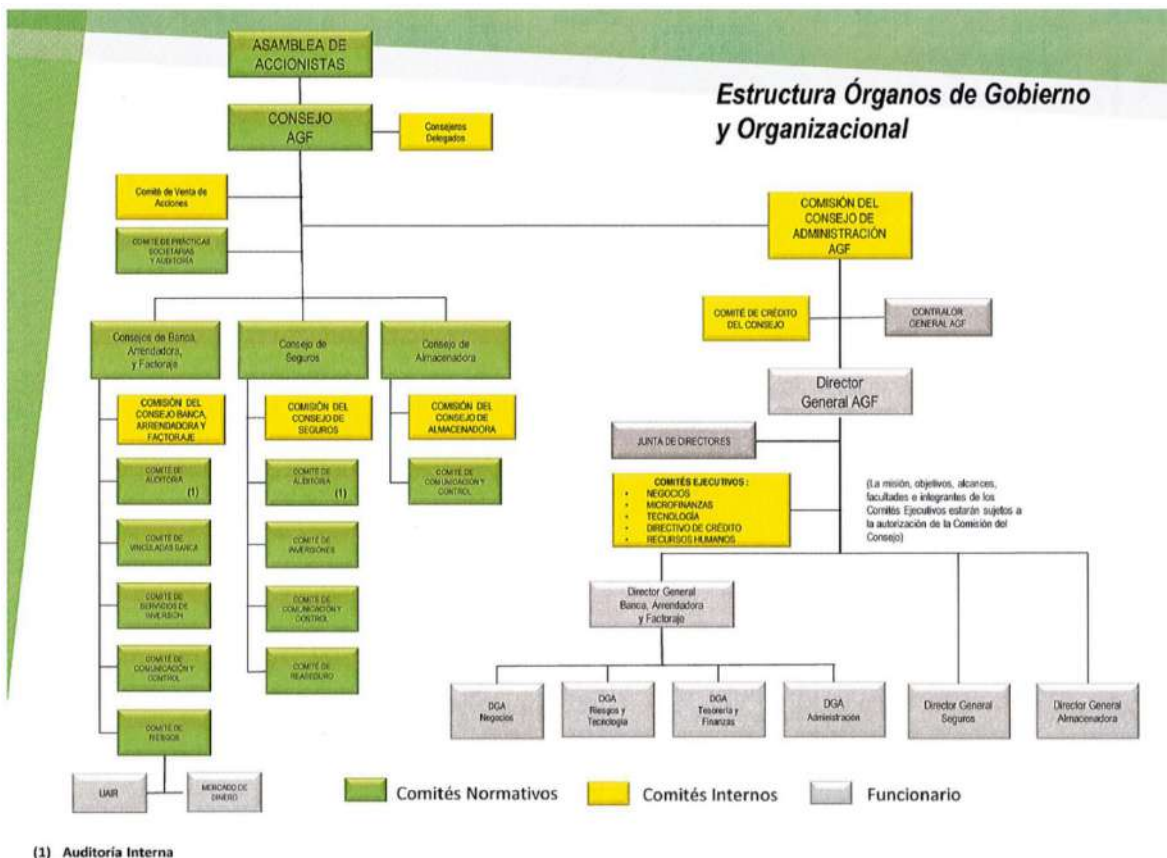 Estructura Órganos de Gobierno
y Organizacional
ASAMBLEA DE
ACCIONISTAS
CONSEJO
AGF
Consejeros
Delegados
Comité de Venta de
Acciones
COMITÉ DE PRÁCTICAS
SOCIETARIAS
Y AUDITORÍA
COMISIÓN DEL
CONSEJO DE
ADMINISTRACIÓN
AGF
COMITÉ DE CRÉDITO
DEL CONSEJO
CONTRALOR
GENERAL AGF
Director
General AGF
JUNTA DE DIRECTORES
COMITÉS EJECUTIVOS :
• NEGOCIOS
• MICROFINANZAS
• TECNOLOGÍA
• DIRECTIVO DE CRÉDITO
• RECURSOS HUMANOS
(La misión, objetivos, alcances,
facultades e integrantes de los
Comités Ejecutivos estarán sujetos a
la autorización de la Comisión del
Consejo)
Consejos de Banca,
Arrendadora,
y Factoraje
Consejo de
Seguros
Consejo de
Almacenadora
COMISIÓN DEL
CONSEJO BANCA,
ARRENDADORA Y
FACTORAJE
COMISIÓN DEL
CONSEJO DE
SEGUROS
COMISIÓN DEL
CONSEJO DE
ALMACENADORA
COMITÉ DE
AUDITORIA
(1)
COMITÉ DE
AUDITORIA
(1)
COMITÉ DE
COMUNICACIÓN Y
CONTROL
COMITÉ DE
VINCULADAS BANCA
COMITÉ DE
INVERSIONES
COMITÉ DE
SERVICIOS DE
INVERSIÓN
COMITÉ DE
COMUNICACIÓN Y
CONTROL
COMITÉ DE
COMUNICACIÓN Y
CONTROL
COMITÉ DE
REASEGURO
COMITÉ DE
RIESGOS
UAIR
MERCADO DE
DINERO
Director General
Banca, Arrendadora
y Factoraje
DGA
Negocios
DGA
Riesgos y
Tecnología
DGA
Tesorería y
Finanzas
DGA
Administración
Director General
Seguros
Director General
Almacenadora
Comités Normativos
Comités Internos
Funcionario
(1) Auditoría Interna